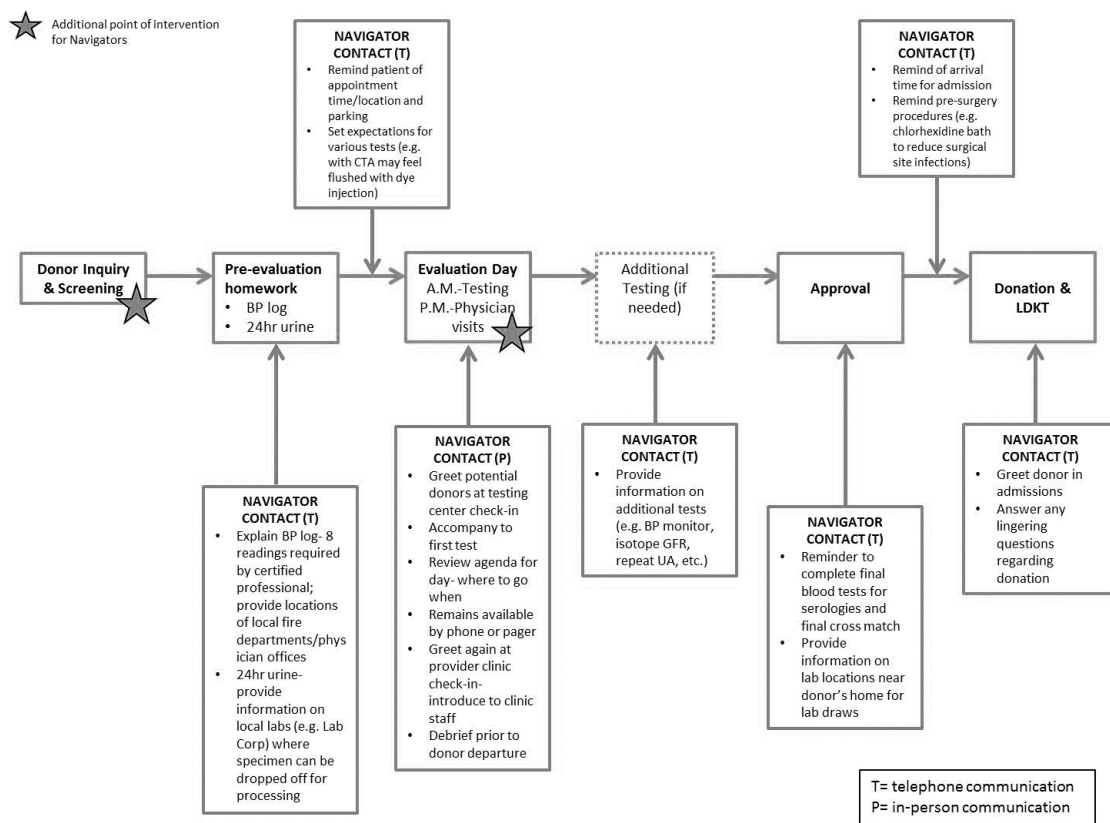 Additional point of intervention
for Navigators
NAVIGATOR
CONTACT (T)
• Remind patient of
appointment
time/location and
parking
• Set expectations for
various tests (e.g.
with CTA may feel
flushed with dye
injection)
NAVIGATOR
CONTACT (T)
• Remind of arrival
time for admission
• Remind pre-surgery
procedures (e.g.
chlorhexidine bath
to reduce surgical
site infections)
Donor Inquiry
& Screening
Pre-evaluation
homework
• BP log
• 24hr urine
Evaluation Day
A.M.-Testing
P.M.-Physician
visits
Additional
Testing (if
needed)
Approval
Donation &
LDKT
NAVIGATOR
CONTACT (T)
• Explain BP log- 8
readings required
by certified
professional;
provide locations
of local fire
departments/phys
ician offices
• 24hr urine-
provide
information on
local labs (e.g. Lab
Corp) where
specimen can be
dropped off for
processing
NAVIGATOR
CONTACT (P)
• Greet potential
donors at testing
center check-in
• Accompany to
first test
• Review agenda for
day- where to go
when
• Remains available
by phone or pager
• Greet again at
provider clinic
check-in-
introduce to clinic
staff
• Debrief prior to
donor departure
NAVIGATOR
CONTACT (T)
• Provide
information on
additional tests
(e.g. BP monitor,
isotope GFR,
repeat UA, etc.)
NAVIGATOR
CONTACT (T)
• Reminder to
complete final
blood tests for
serologies and
final cross match
• Provide
information on
lab locations near
donor's home for
lab draws
NAVIGATOR
CONTACT (T)
• Greet donor in
admissions
• Answer any
lingering
questions
regarding
donation
T= telephone communication
P= in-person communication